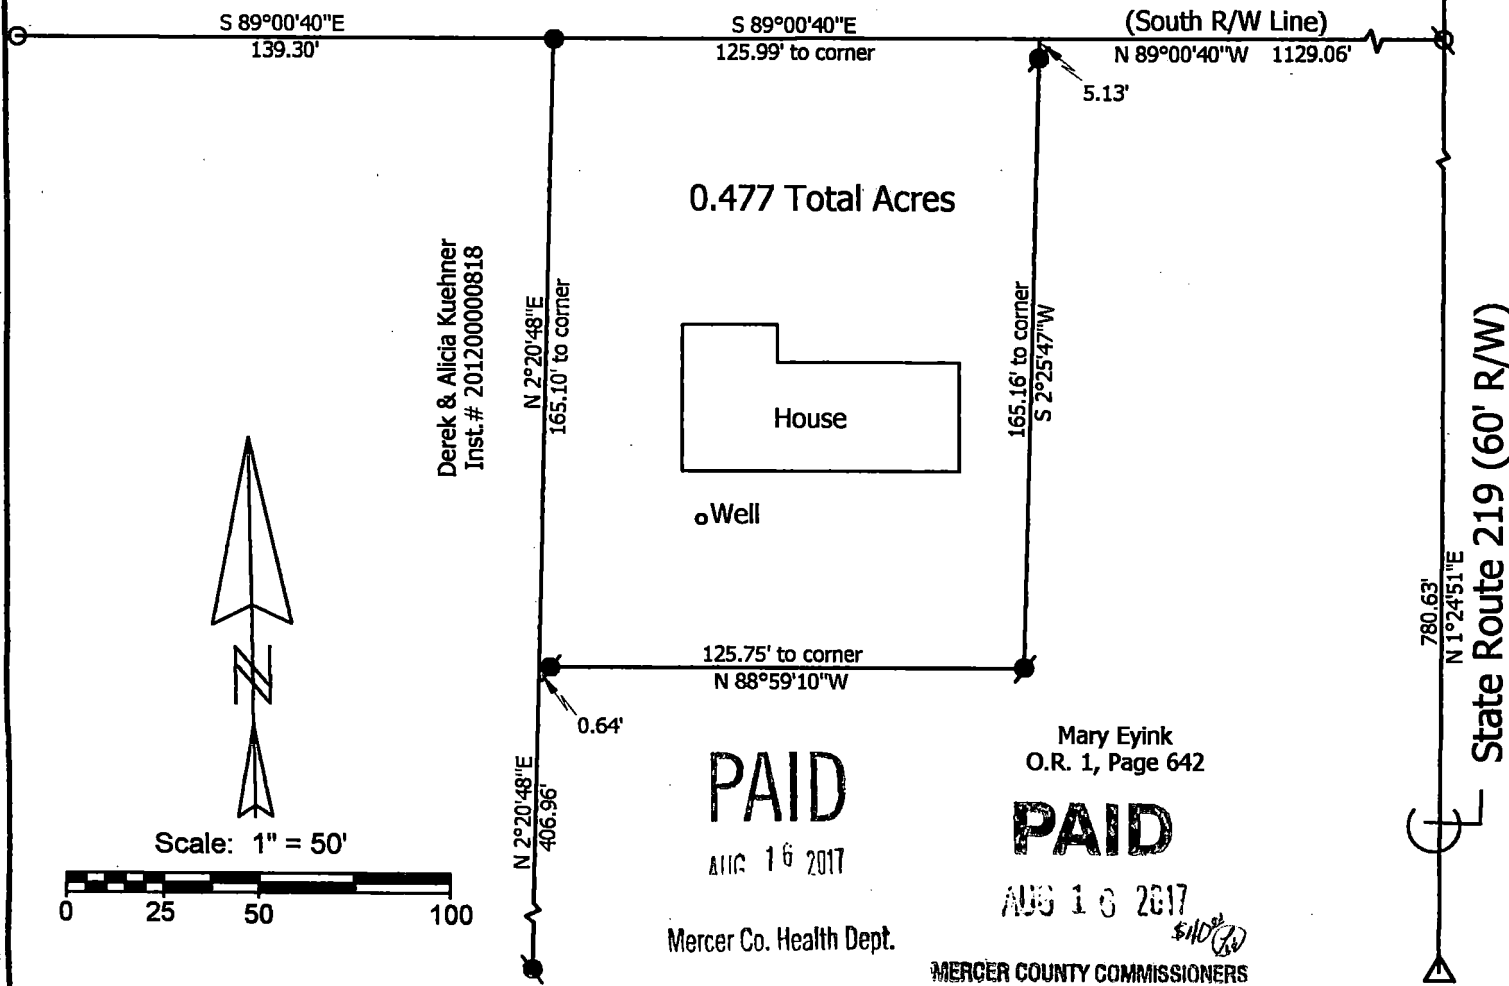 S 89°00'40"E
139.30'
S 89°00'40"E
125.99' to corner
(South R/W Line)
N 89°00'40"W 1129.06'
5.13'
0.477 Total Acres
Derek & Alicia Kuehner
Inst.# 201200000818
N 2°20'48"E
165.10' to corner
165.16' to corner
S 2°25'47"W
House
Well
State Route 219 (60' R/W)
780.63'
N 1°24'51"E
125.75' to corner
N 88°59'10"W
0.64'
N
Mary Eyink
O.R. 1, Page 642
N 2°20'48"E
406.96'
PAID
AUG 16 2017
Mercer Co. Health Dept.
PAID
AUG 16 2017
MERCER COUNTY COMMISSIONERS
Scale: 1" = 50'
0 25 50 100